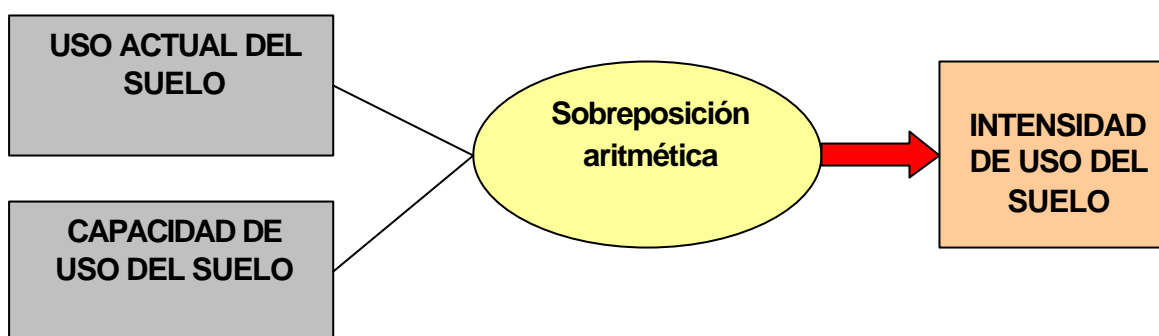 USO ACTUAL DEL
SUELO
CAPACIDAD DE
USO DEL SUELO
Sobreposición
aritmética
INTENSIDAD
DE USO DEL
SUELO